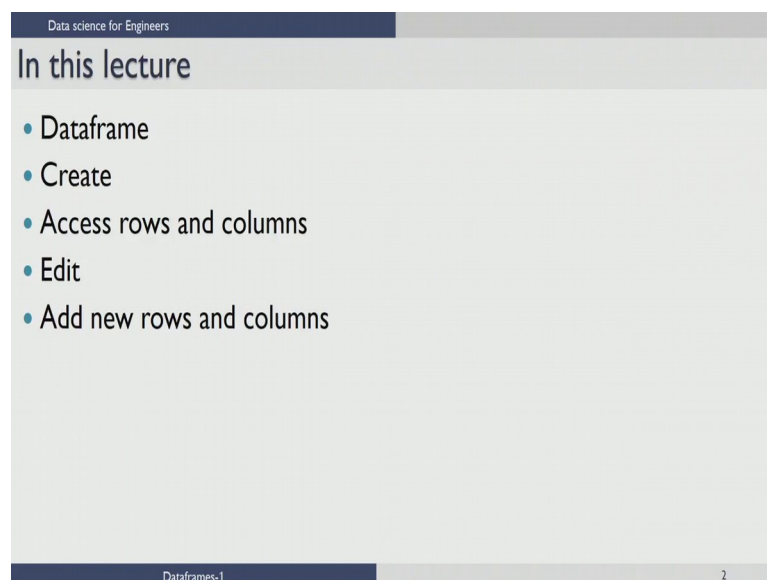 Data science for Engineers
In this lecture
• Dataframe
• Create
• Access rows and columns
• Edit
• Add new rows and columns
Dataframes-1
2